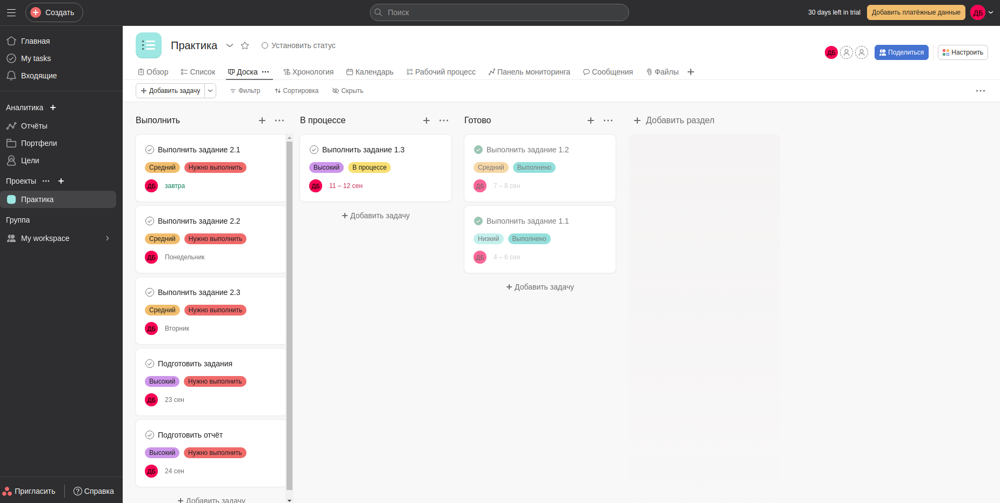 Создать
Поиск
30 days left in trial
Добавить платёжные данные
ДБ
Главная
My tasks
Входящие
Аналитика
Отчёты
Портфели
Цели
Проекты
Практика
Группа
My workspace
Пригласить
Справка
Практика
Установить статус
ДБ
Поделиться
Настроить
Обзор
Список
Доска
Хронология
Календарь
Рабочий процесс
Панель мониторинга
Сообщения
Файлы
Добавить задачу
Фильтр
Сортировка
Скрыть
Выполнить
Выполнить задание 2.1
Средний Нужно выполнить
ДБ завтра
Выполнить задание 2.2
Средний Нужно выполнить
ДБ Понедельник
Выполнить задание 2.3
Средний Нужно выполнить
ДБ Вторник
Подготовить задания
Высокий Нужно выполнить
ДБ 23 сен
Подготовить отчёт
Высокий Нужно выполнить
ДБ 24 сен
Добавить задачу
В процессе
Выполнить задание 1.3
Высокий В процессе
ДБ 11 – 12 сен
Добавить задачу
Готово
Выполнить задание 1.2
Средний Выполнено
ДБ 7 – 8 сен
Выполнить задание 1.1
Низкий Выполнено
ДБ 4 – 6 сен
Добавить задачу
Добавить раздел